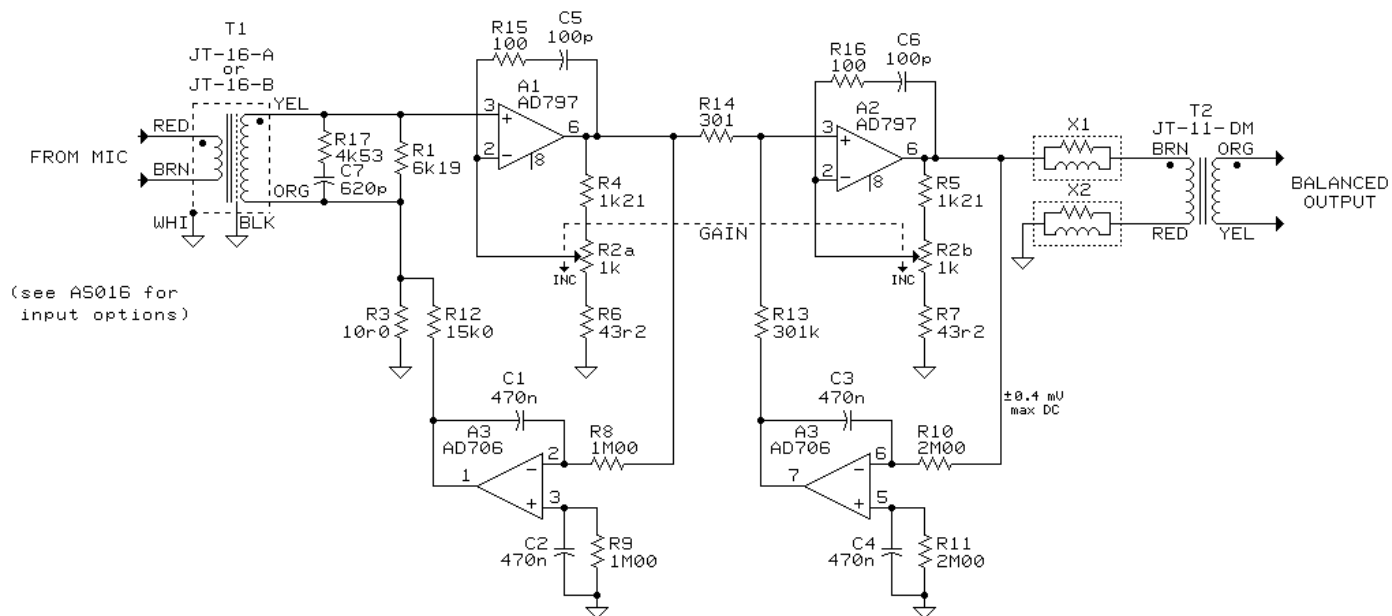 T1
JT-16-A
or
JT-16-B
RED
BRN
FROM MIC
WHI
BLK
YEL
ORG
R17
4k53
C7
620p
R1
6k19
R15
100
C5
100p
A1
AD797
3
+
2
-
6
8
R4
1k21
R2a
1k
INC
GAIN
R6
43r2
R14
301
R16
100
C6
100p
A2
AD797
3
+
2
-
6
8
R5
1k21
R2b
1k
INC
R7
43r2
X1
X2
T2
JT-11-DM
BRN
ORG
RED
YEL
BALANCED
OUTPUT
(see AS016 for
input options)
R3
10r0
R12
15k0
R13
301k
C1
470n
A3
AD706
1
2
-
3
+
R8
1M00
C2
470n
R9
1M00
C3
470n
A3
AD706
7
6
-
5
+
R10
2M00
C4
470n
R11
2M00
±0.4 mV
max DC